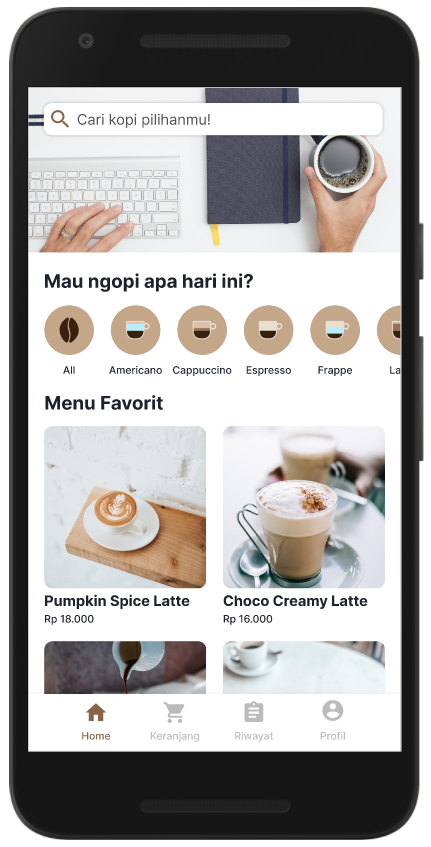 Cari kopi pilihanmu!
Mau ngopi apa hari ini?
All Americano Cappuccino Espresso Frappe La
Menu Favorit
Pumpkin Spice Latte Choco Creamy Latte
Rp 18.000 Rp 16.000
Home Keranjang Riwayat Profil